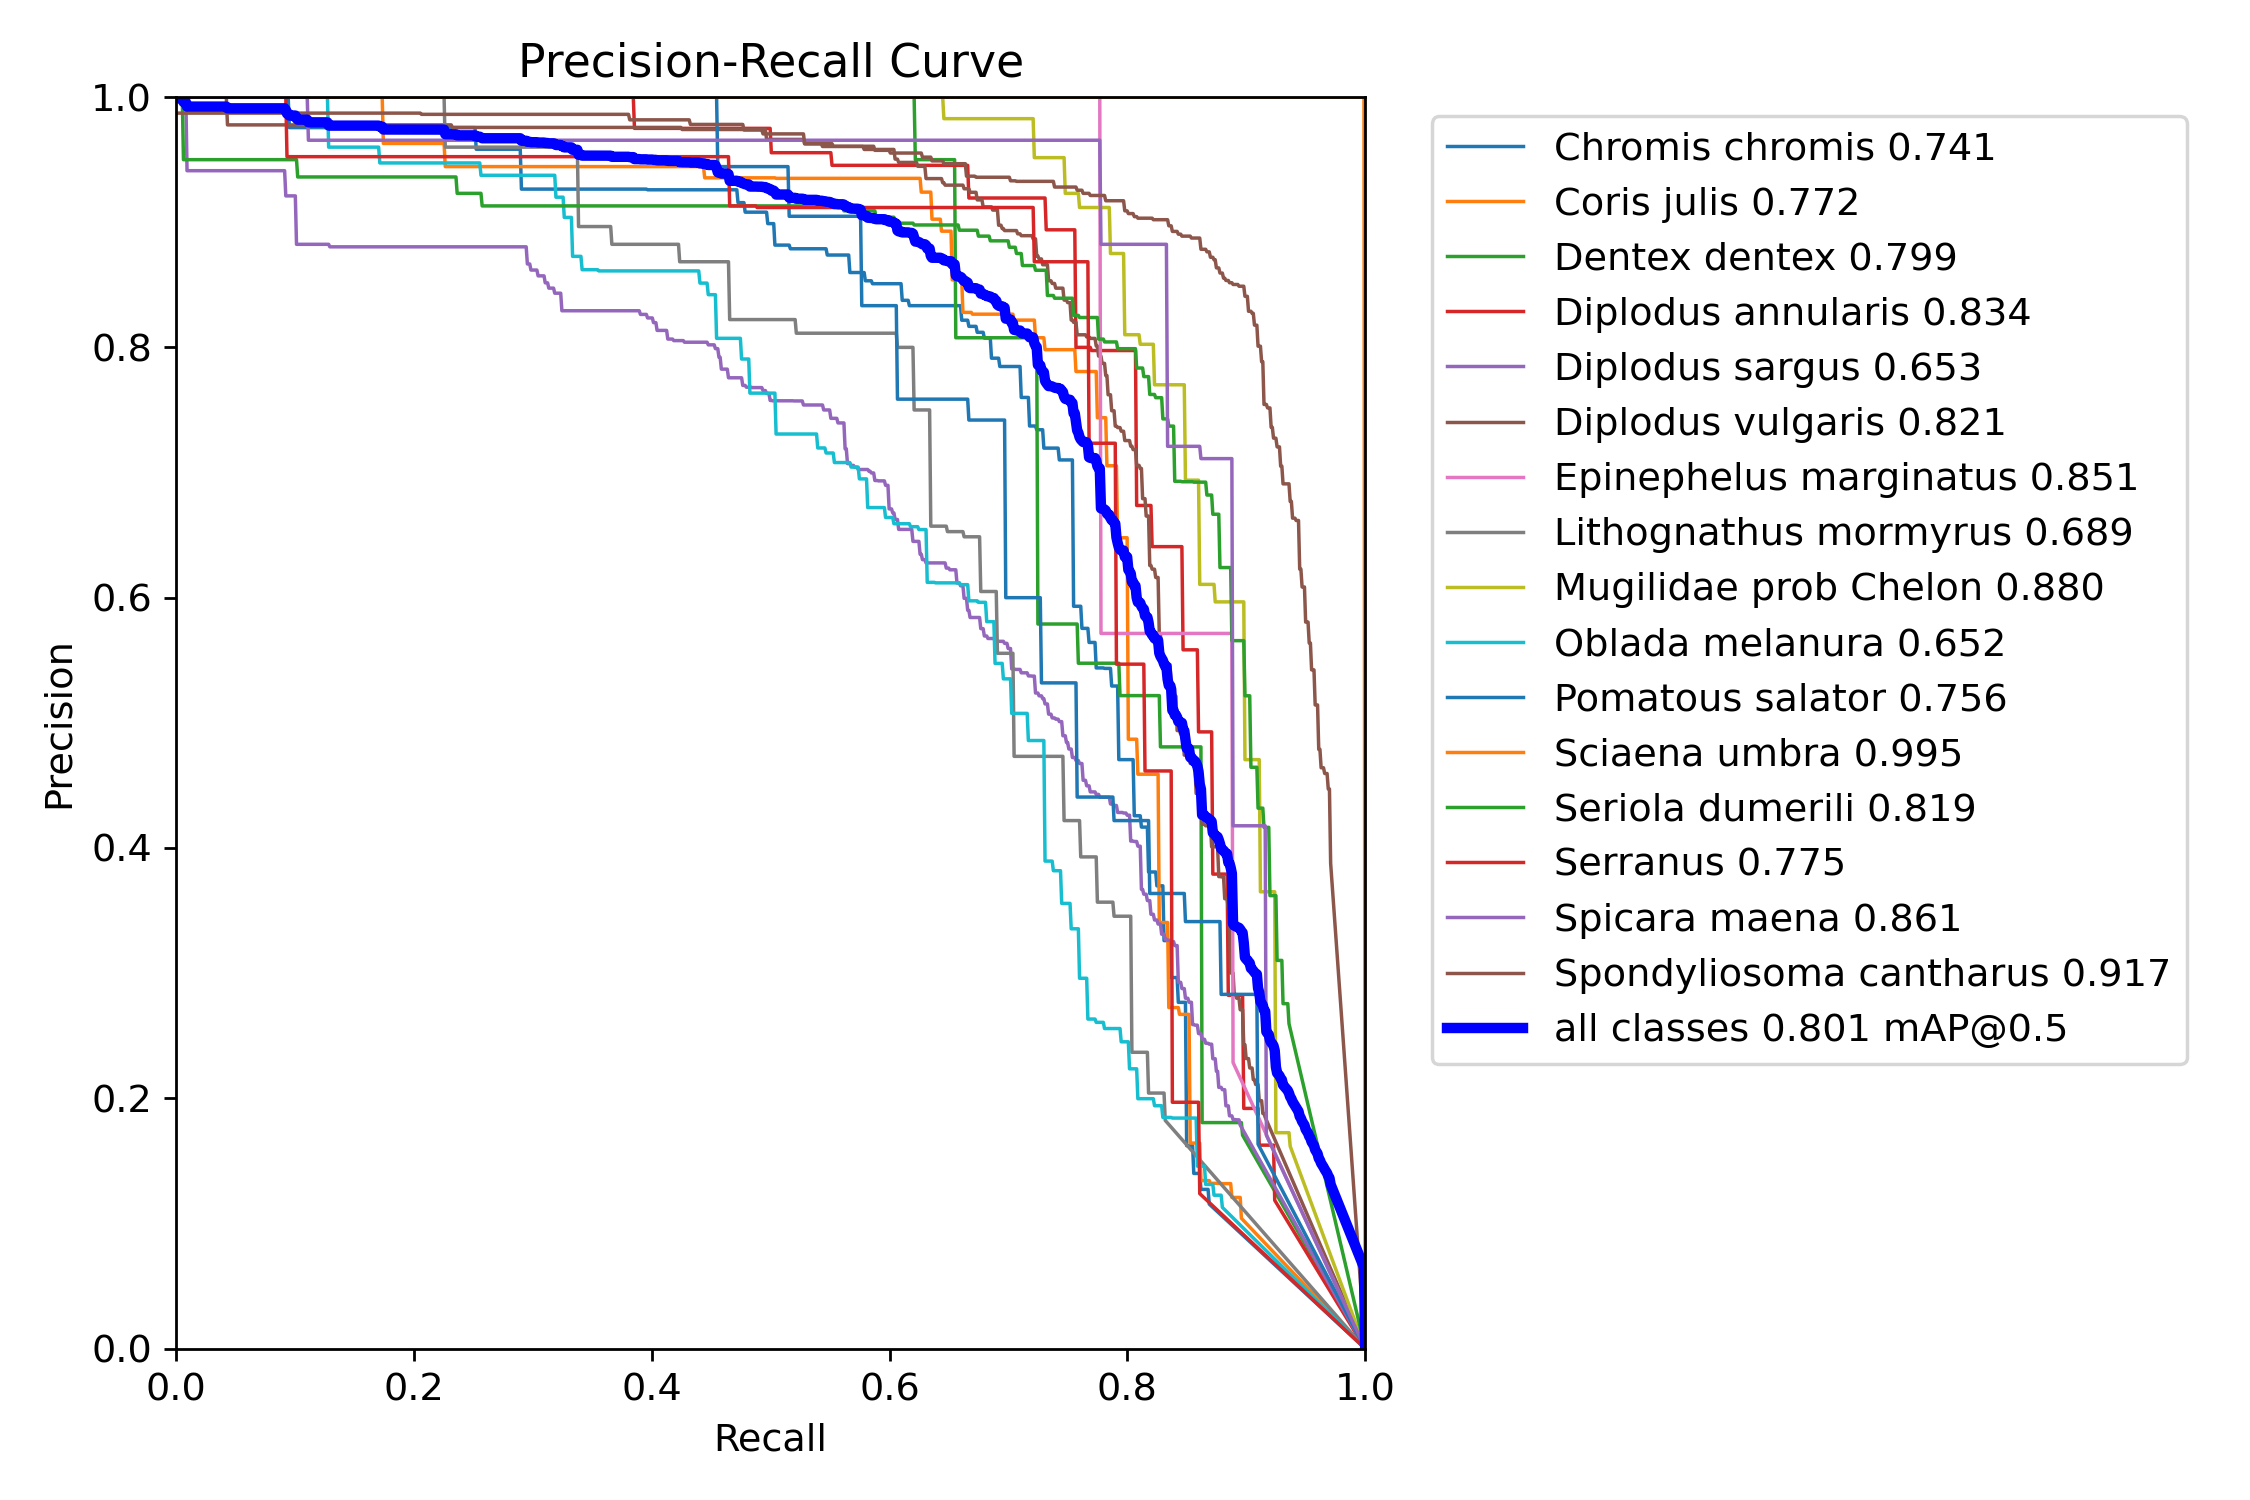 Precision-Recall Curve
1.0
0.8
0.6
0.4
0.2
0.0
Precision
0.0 0.2 0.4 0.6 0.8 1.0
Recall
Chromis chromis 0.741
Coris julis 0.772
Dentex dentex 0.799
Diplodus annularis 0.834
Diplodus sargus 0.653
Diplodus vulgaris 0.821
Epinephelus marginatus 0.851
Lithognathus mormyrus 0.689
Mugilidae prob Chelon 0.880
Oblada melanura 0.652
Pomatous salator 0.756
Sciaena umbra 0.995
Seriola dumerili 0.819
Serranus 0.775
Spicara maena 0.861
Spondyliosoma cantharus 0.917
all classes 0.801 mAP@0.5